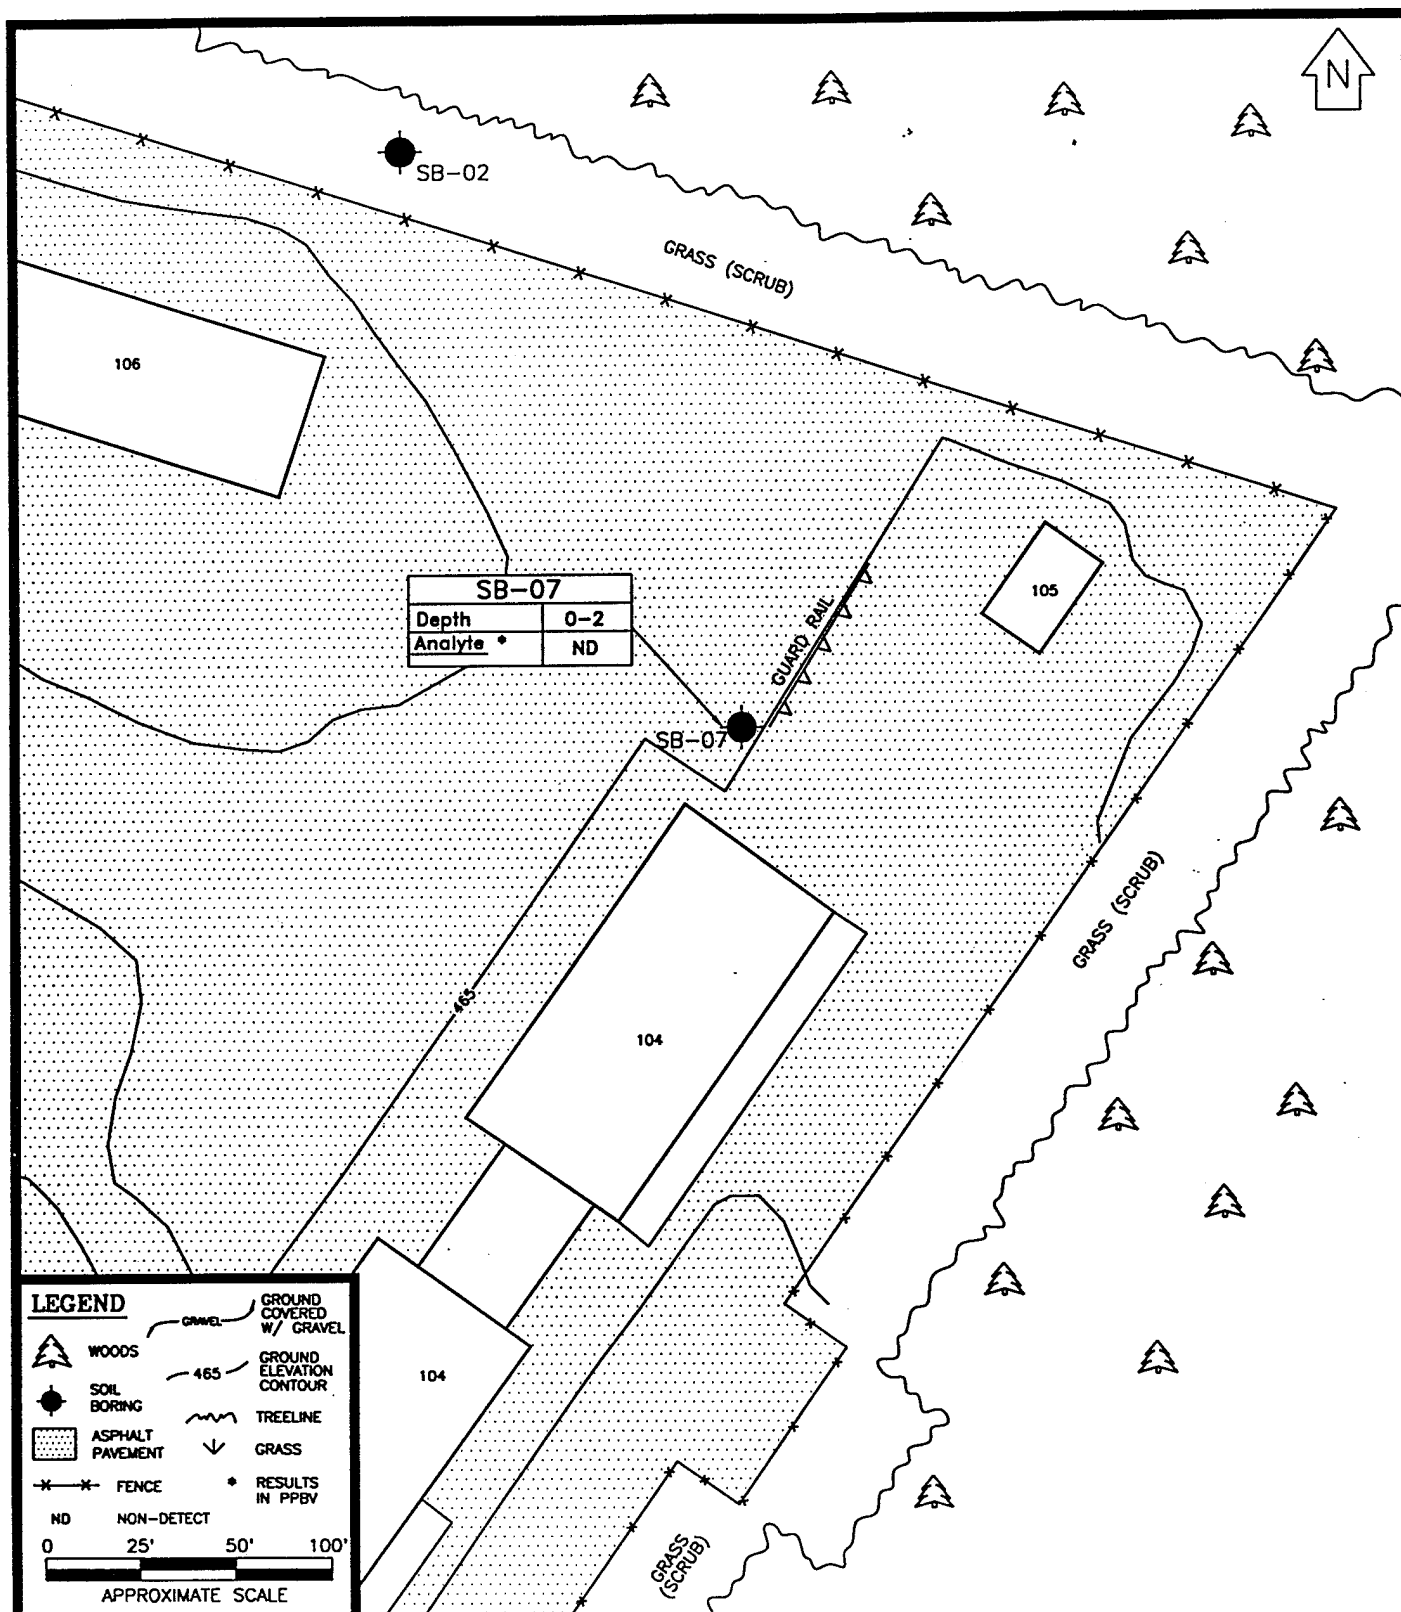 N
SB-02
GRASS (SCRUB)
106
105
SB-07
Depth 0-2
Analyte * ND
GUARD RAIL
SB-07
GRASS (SCRUB)
465
104
104
GRASS
(SCRUB)
LEGEND
WOODS
SOIL
BORING
ASPHALT
PAVEMENT
FENCE
ND NON-DETECT
GRAVEL
GROUND
COVERED
W/ GRAVEL
465
GROUND
ELEVATION
CONTOUR
TREELINE
GRASS
* RESULTS
IN PPBV
0 25' 50' 100'
APPROXIMATE SCALE